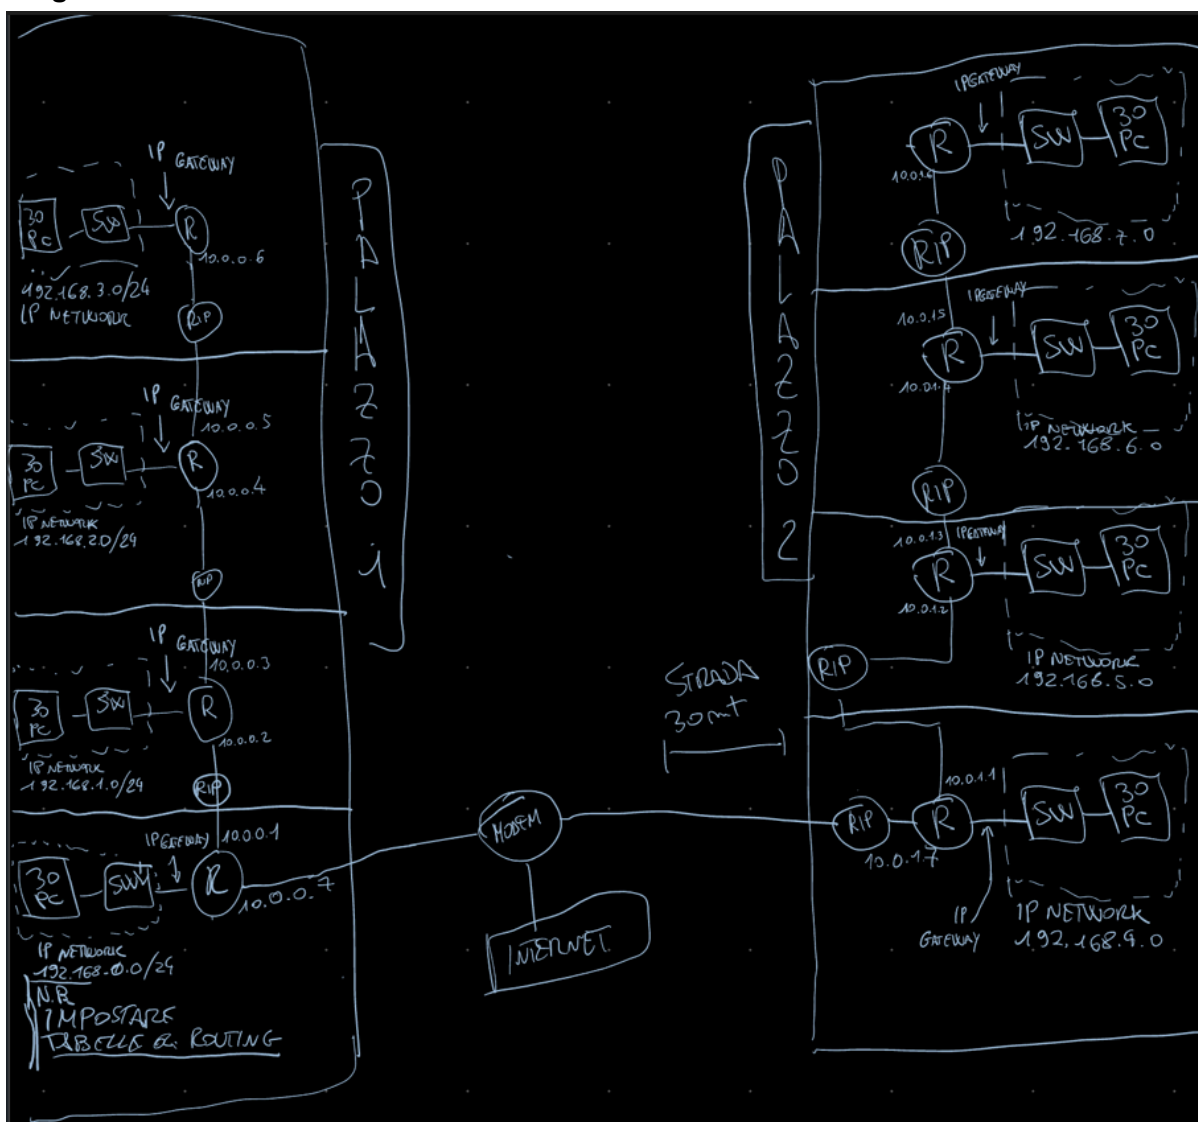 IP GATEWAY
30 PC
SW
R
10.0.0.6
192.168.3.0/24
IP NETWORK
RIP
IP GATEWAY
10.0.0.5
30 PC
SW
R
10.0.0.4
IP NETWORK
192.168.2.0/24
IP GATEWAY
10.0.0.3
30 PC
SW
R
10.0.0.2
IP NETWORK
192.168.1.0/24
RIP
IP GATEWAY
10.0.0.1
30 PC
SW
R
10.0.0.7
IP NETWORK
192.168.0.0/24
N.B.
IMPOSTARE
TABELLE di ROUTING
PALAZZO 1
MODEM
INTERNET
STRADA
30 mt
PALAZZO 2
IP GATEWAY
R
SW
30 PC
10.0.1.6
192.168.7.0
RIP
10.0.1.5
IP GATEWAY
R
SW
30 PC
10.0.1.4
IP NETWORK
192.168.6.0
RIP
10.0.1.3
IP GATEWAY
R
SW
30 PC
10.0.1.2
IP NETWORK
192.168.5.0
RIP
10.0.1.1
RIP
R
SW
30 PC
10.0.1.7
IP GATEWAY
IP NETWORK